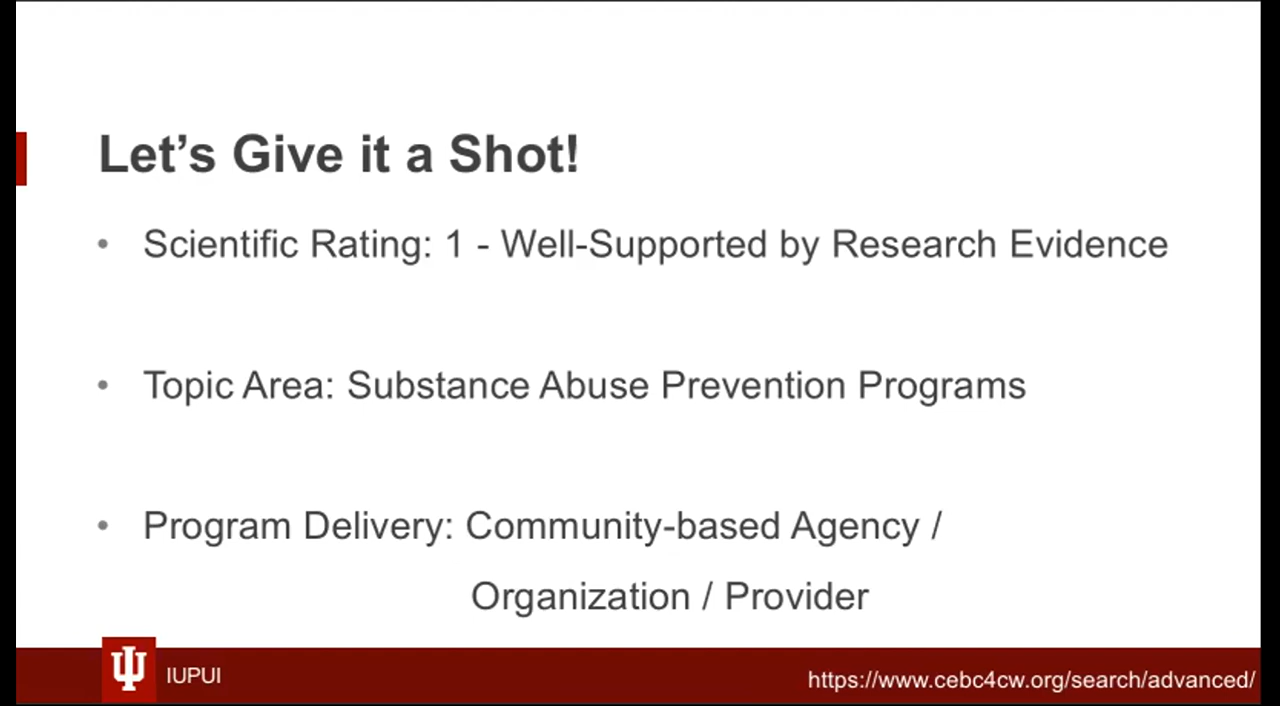 Let’s Give it a Shot!
• Scientific Rating: 1 - Well-Supported by Research Evidence
• Topic Area: Substance Abuse Prevention Programs
• Program Delivery: Community-based Agency /
Organization / Provider
IUPUI
https://www.cebc4cw.org/search/advanced/